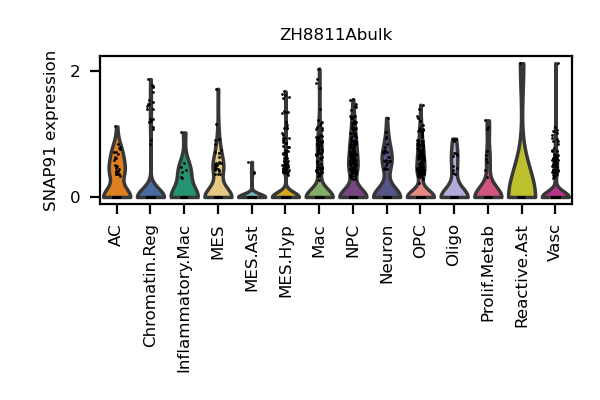 ZH8811Abulk
SNAP91 expression
2
0
AC
Chromatin.Reg
Inflammatory.Mac
MES
MES.Ast
MES.Hyp
Mac
NPC
Neuron
OPC
Oligo
Prolif.Metab
Reactive.Ast
Vasc